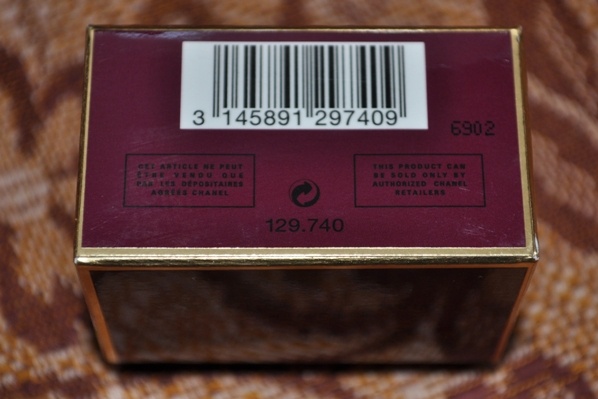 3 145891 297409
6902
CET ARTICLE NE PEUT
ÊTRE VENDU QUE
PAR LES DÉPOSITAIRES
AGRÉÉS CHANEL
THIS PRODUCT CAN
BE SOLD ONLY BY
AUTHORIZED CHANEL
RETAILERS
129.740